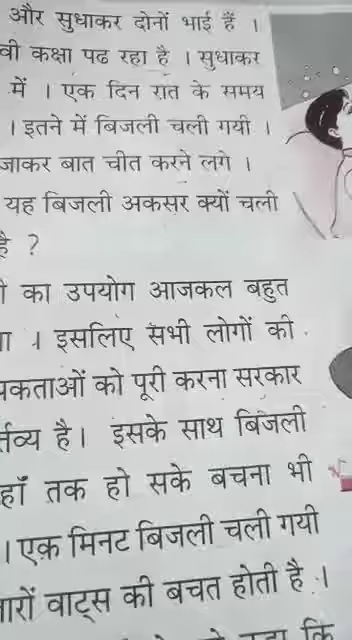 और सुधाकर दोनों भाई हैं ।
वी कक्षा पढ रहा है । सुधाकर
में । एक दिन रात के समय
। इतने में बिजली चली गयी ।
जाकर बात चीत करने लगे ।
यह बिजली अकसर क्यों चली
है ?
का उपयोग आजकल बहुत
। इसलिए सभी लोगों की
यकताओं को पूरी करना सरकार
र्तव्य है। इसके साथ बिजली
हाँ तक हो सके बचना भी
। एक मिनट बिजली चली गयी
ारों वाट्स की बचत होती है ।
कि